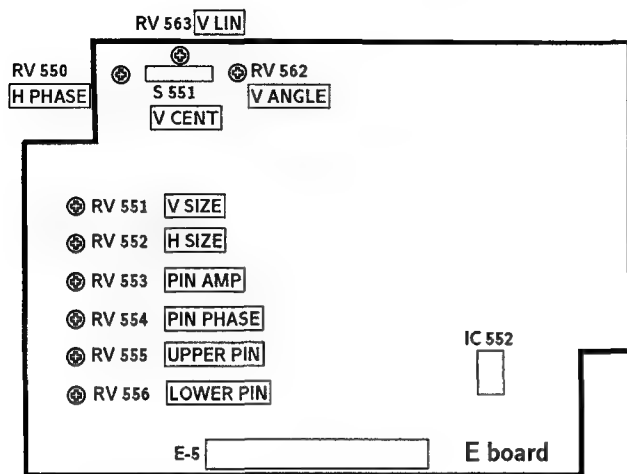 RV 563 V LIN
RV 550
H PHASE
S 551
V CENT
RV 562
V ANGLE
RV 551 V SIZE
RV 552 H SIZE
RV 553 PIN AMP
RV 554 PIN PHASE
RV 555 UPPER PIN
RV 556 LOWER PIN
IC 552
E-5
E board